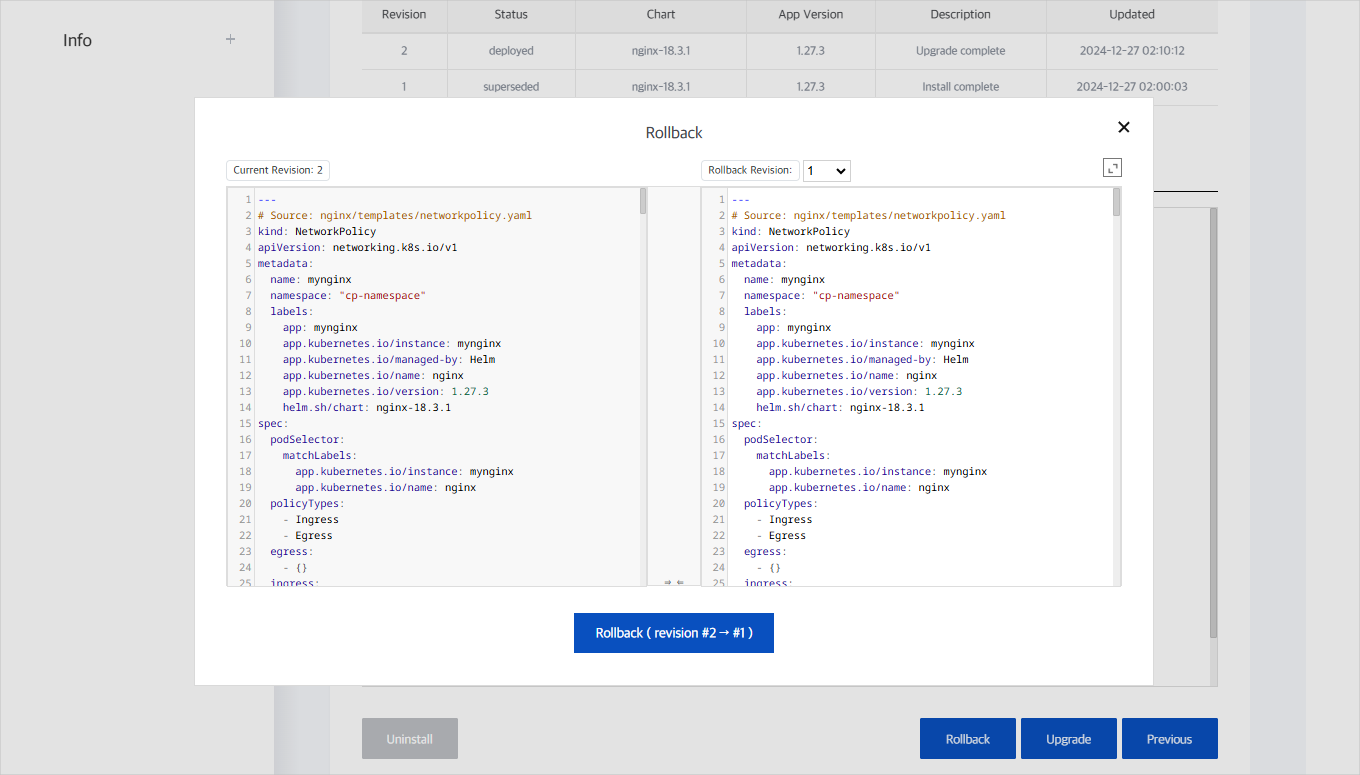 Info +
Revision Status Chart App Version Description Updated
2 deployed nginx-18.3.1 1.27.3 Upgrade complete 2024-12-27 02:10:12
1 superseded nginx-18.3.1 1.27.3 Install complete 2024-12-27 02:00:03
Rollback
Current Revision: 2
Rollback Revision: 1
1 ---
2 # Source: nginx/templates/networkpolicy.yaml
3 kind: NetworkPolicy
4 apiVersion: networking.k8s.io/v1
5 metadata:
6 name: mynginx
7 namespace: "cp-namespace"
8 labels:
9 app: mynginx
10 app.kubernetes.io/instance: mynginx
11 app.kubernetes.io/managed-by: Helm
12 app.kubernetes.io/name: nginx
13 app.kubernetes.io/version: 1.27.3
14 helm.sh/chart: nginx-18.3.1
15 spec:
16 podSelector:
17 matchLabels:
18 app.kubernetes.io/instance: mynginx
19 app.kubernetes.io/name: nginx
20 policyTypes:
21 - Ingress
22 - Egress
23 egress:
24 - {}
25 ingress:
⇒ ⇐
1 ---
2 # Source: nginx/templates/networkpolicy.yaml
3 kind: NetworkPolicy
4 apiVersion: networking.k8s.io/v1
5 metadata:
6 name: mynginx
7 namespace: "cp-namespace"
8 labels:
9 app: mynginx
10 app.kubernetes.io/instance: mynginx
11 app.kubernetes.io/managed-by: Helm
12 app.kubernetes.io/name: nginx
13 app.kubernetes.io/version: 1.27.3
14 helm.sh/chart: nginx-18.3.1
15 spec:
16 podSelector:
17 matchLabels:
18 app.kubernetes.io/instance: mynginx
19 app.kubernetes.io/name: nginx
20 policyTypes:
21 - Ingress
22 - Egress
23 egress:
24 - {}
25 ingress:
Rollback ( revision #2 → #1 )
Uninstall Rollback Upgrade Previous